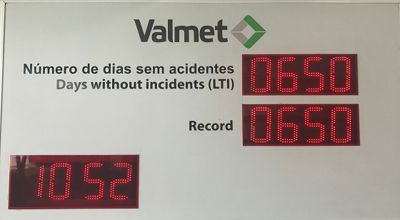 Valmet
Número de dias sem acidentes
Days without incidents (LTI) 0650
Record 0650
10 52